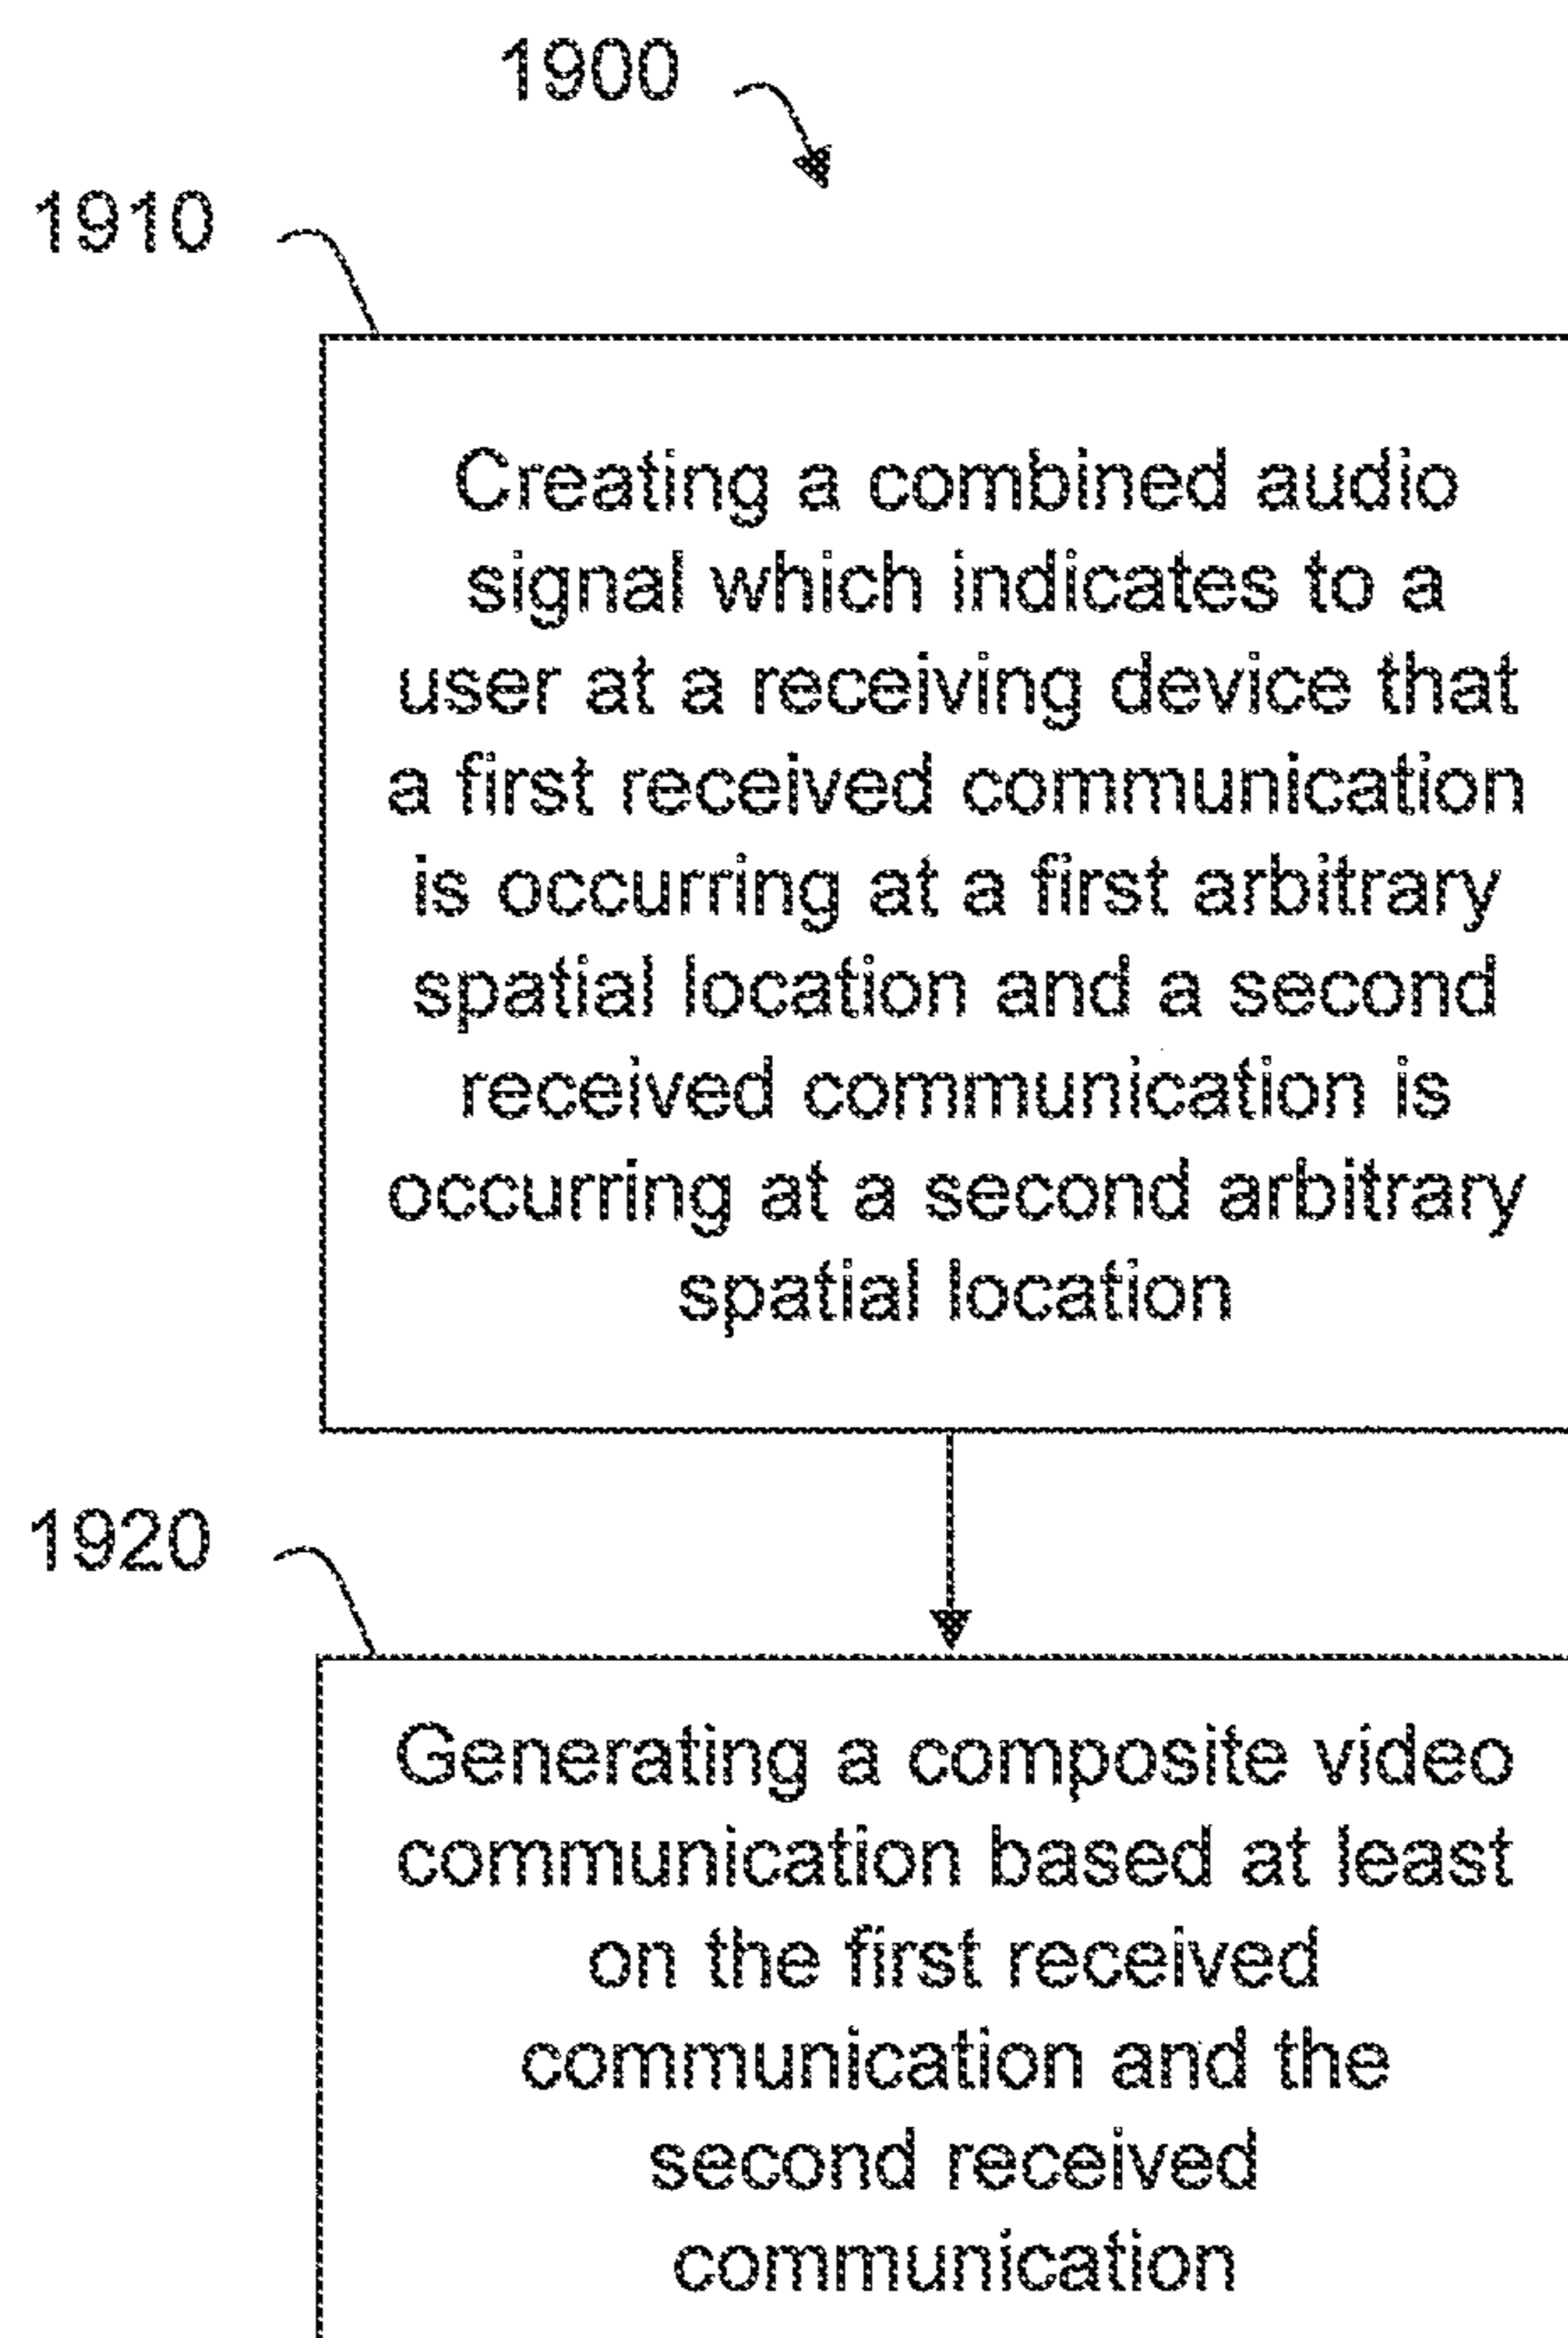 1900
1910
Creating a combined audio
signal which indicates to a
user at a receiving device that
a first received communication
is occurring at a first arbitrary
spatial location and a second
received communication is
occurring at a second arbitrary
spatial location
1920
Generating a composite video
communication based at least
on the first received
communication and the
second received
communication